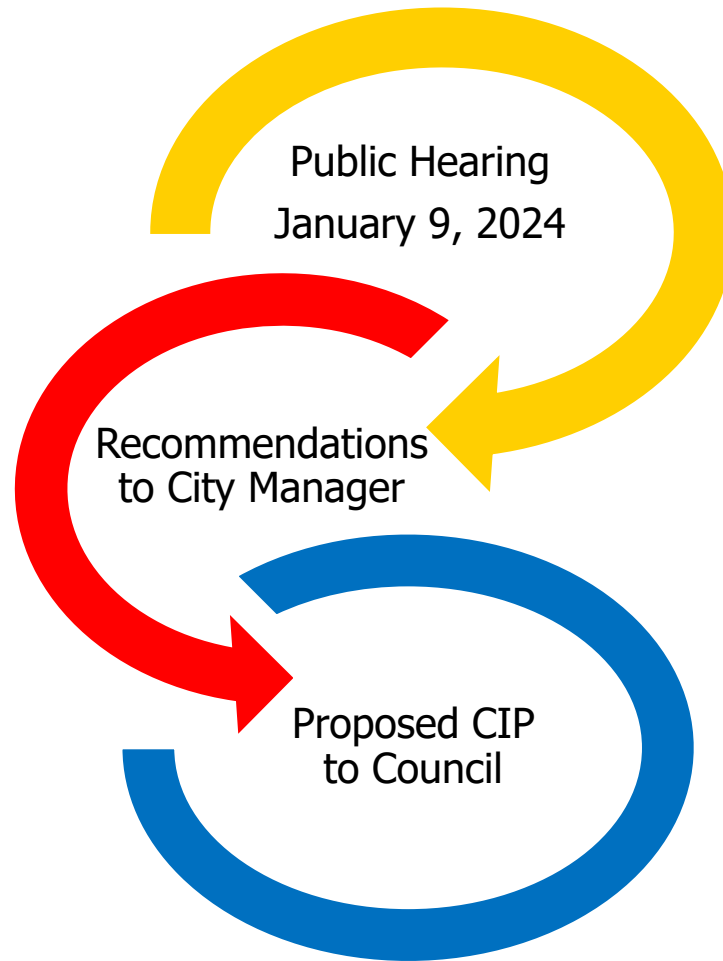 Public Hearing
January 9, 2024
Recommendations
to City Manager
Proposed CIP
to Council